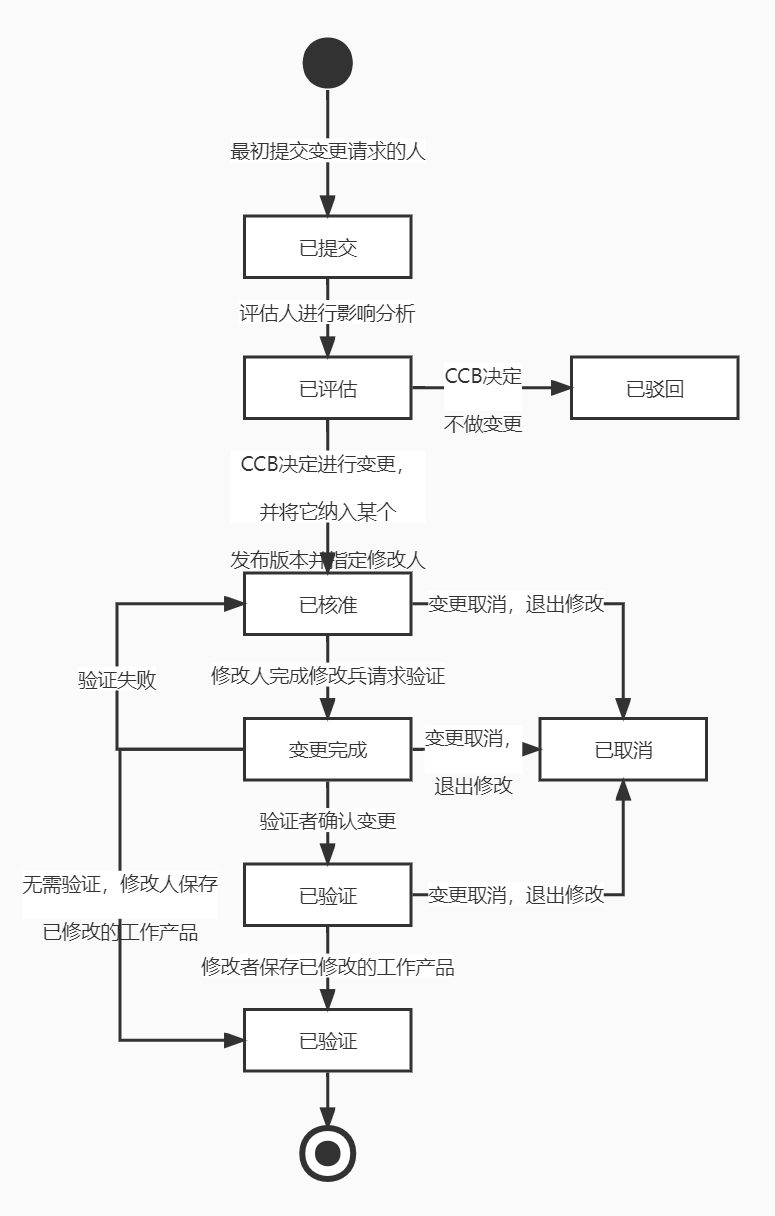 最初提交变更请求的人
已提交
评估人进行影响分析
已评估
CCB决定
不做变更
已驳回
CCB决定进行变更，
并将它纳入某个
发布版本并指定修改人
已核准
变更取消，退出修改
验证失败
修改人完成修改兵请求验证
变更完成
变更取消，
退出修改
已取消
验证者确认变更
无需验证，修改人保存
已修改的工作产品
已验证
变更取消，退出修改
修改者保存已修改的工作产品
已验证